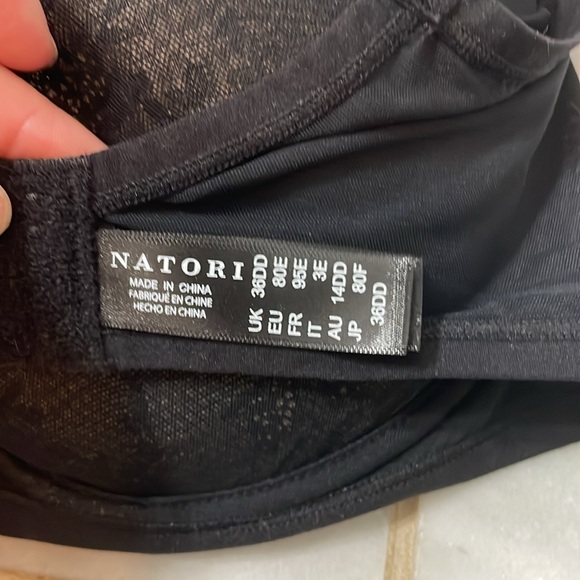 NATORI
MADE IN CHINA
FABRIQUÉ EN CHINE
HECHO EN CHINA
UK 36DD
EU 80E
FR 95E
IT 3E
AU 14DD
JP 80F
36DD